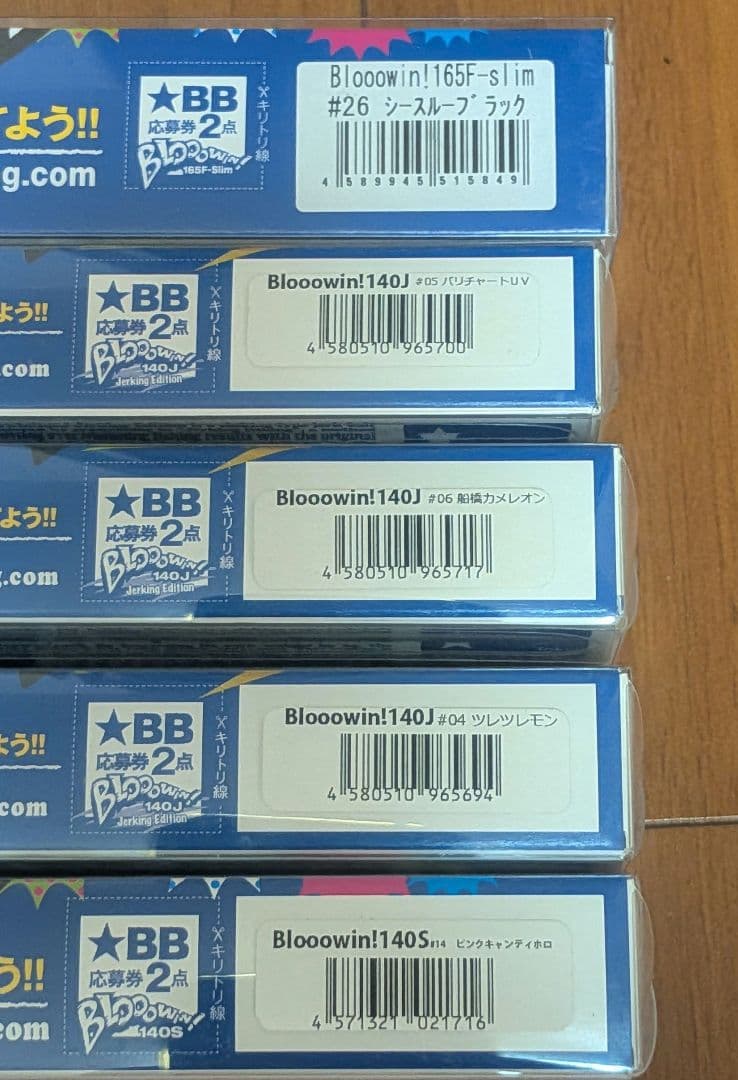 よう!!
g.com
★BB
応募券2点
BLOOOWIN!
165F-Slim
キリトリ線
Blooowin!165F-slim
#26 シースルーブラック
4 589945 515849
よう!!
.com
★BB
応募券2点
BLOOOWIN!
140J
Jerking Edition
キリトリ線
Blooowin!140J #05 バリチャートUV
4 580510 965700
よう!!
g.com
★BB
応募券2点
BLOOOWIN!
140J
Jerking Edition
キリトリ線
Blooowin!140J #06 船橋カメレオン
4 580510 965717
よう!!
.com
★BB
応募券2点
BLOOOWIN!
140J
Jerking Edition
キリトリ線
Blooowin!140J #04 ツレツレモン
4 580510 965694
う!!
com
★BB
応募券2点
BLOOOWIN!
140S
キリトリ線
Blooowin!140S #14 ピンクキャンディホロ
4 571321 021716